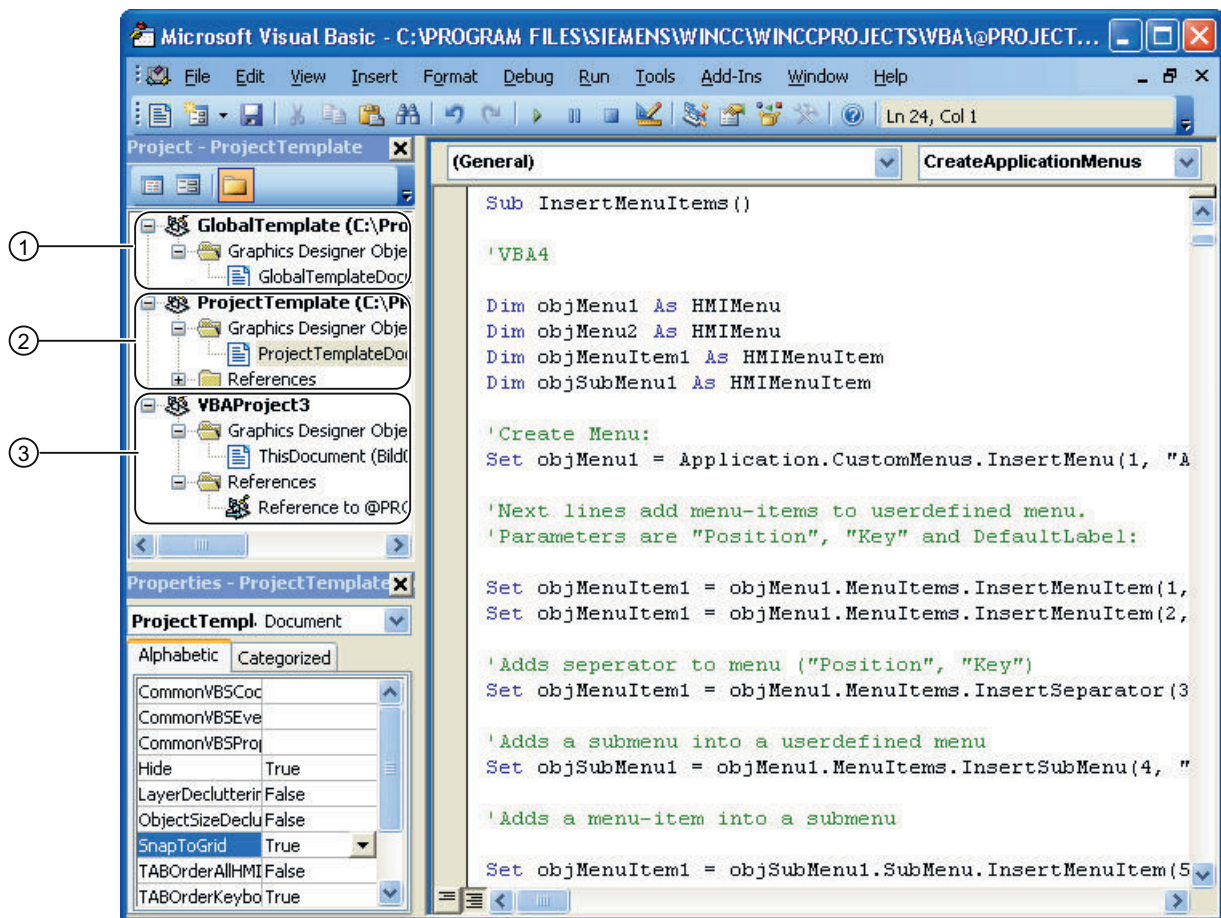 Microsoft Visual Basic - C:\PROGRAM FILES\SIEMENS\WINCC\WINCCPROJECTS\VBA\@PROJECT...
File Edit View Insert Format Debug Run Tools Add-Ins Window Help
Ln 24, Col 1
Project - ProjectTemplate
1
GlobalTemplate (C:\Pro
Graphics Designer Obje
GlobalTemplateDocu
2
ProjectTemplate (C:\Pr
Graphics Designer Obje
ProjectTemplateDo
References
3
VBAProject3
Graphics Designer Obje
ThisDocument (Bild
References
Reference to @PRO
Properties - ProjectTemplate
ProjectTempl. Document
Alphabetic Categorized
CommonVBSCoc
CommonVBSEve
CommonVBSProp
Hide True
LayerDeclutterin False
ObjectSizeDeclu False
SnapToGrid True
TABOrderAllHMI False
TABOrderKeybo True
(General) CreateApplicationMenus
Sub InsertMenuItems()
'VBA4
Dim objMenu1 As HMIMenu
Dim objMenu2 As HMIMenu
Dim objMenuItem1 As HMIMenuItem
Dim objSubMenu1 As HMIMenuItem
'Create Menu:
Set objMenu1 = Application.CustomMenus.InsertMenu(1, "A
'Next lines add menu-items to userdefined menu.
'Parameters are "Position", "Key" and DefaultLabel:
Set objMenuItem1 = objMenu1.MenuItems.InsertMenuItem(1,
Set objMenuItem1 = objMenu1.MenuItems.InsertMenuItem(2,
'Adds seperator to menu ("Position", "Key")
Set objMenuItem1 = objMenu1.MenuItems.InsertSeparator(3
'Adds a submenu into a userdefined menu
Set objSubMenu1 = objMenu1.MenuItems.InsertSubMenu(4, "
'Adds a menu-item into a submenu
Set objMenuItem1 = objSubMenu1.SubMenu.InsertMenuItem(5